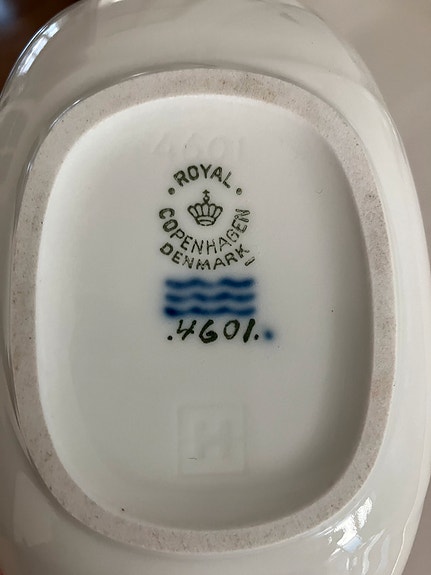 4601
• ROYAL •
COPENHAGEN
DENMARK
.4601.
H